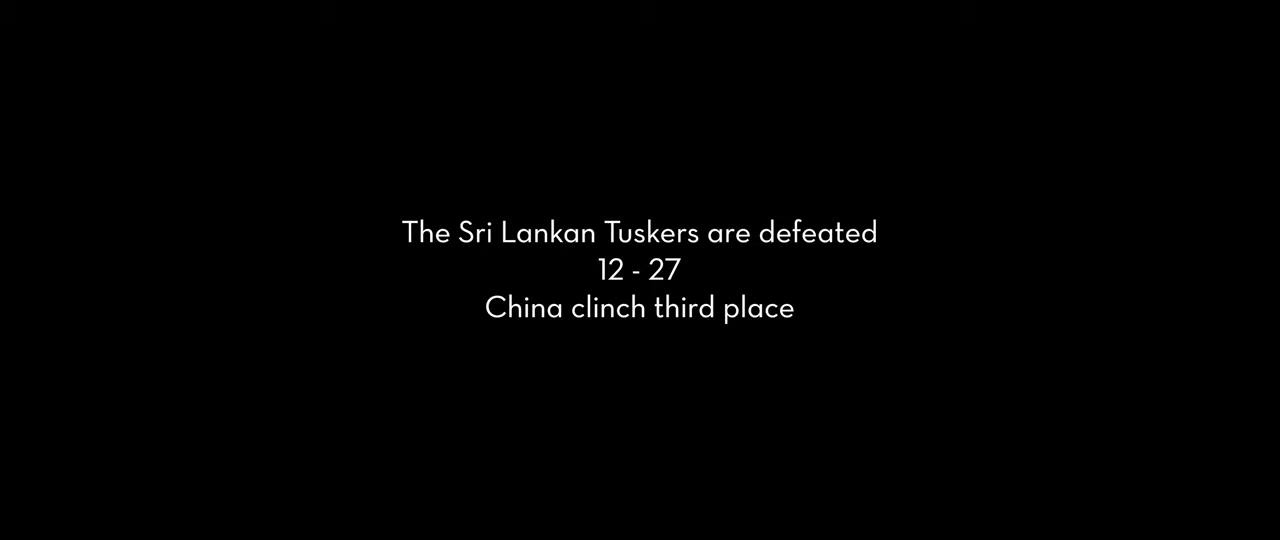 The Sri Lankan Tuskers are defeated
12 - 27
China clinch third place